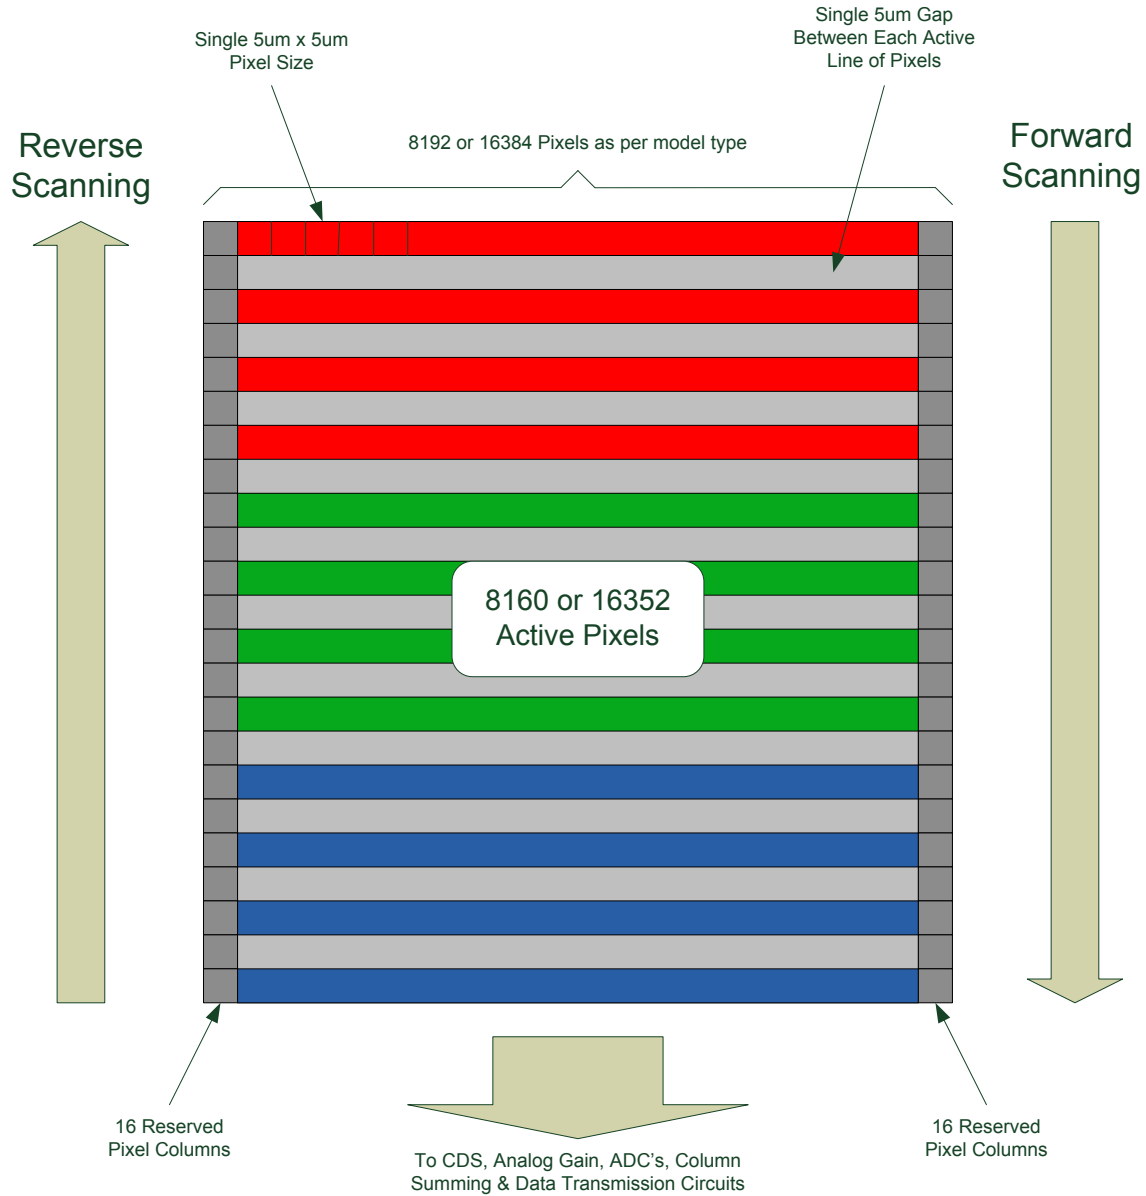 Single 5um x 5um
Pixel Size
Single 5um Gap
Between Each Active
Line of Pixels
8192 or 16384 Pixels as per model type
Reverse
Scanning
Forward
Scanning
8160 or 16352
Active Pixels
16 Reserved
Pixel Columns
16 Reserved
Pixel Columns
To CDS, Analog Gain, ADC's, Column
Summing & Data Transmission Circuits